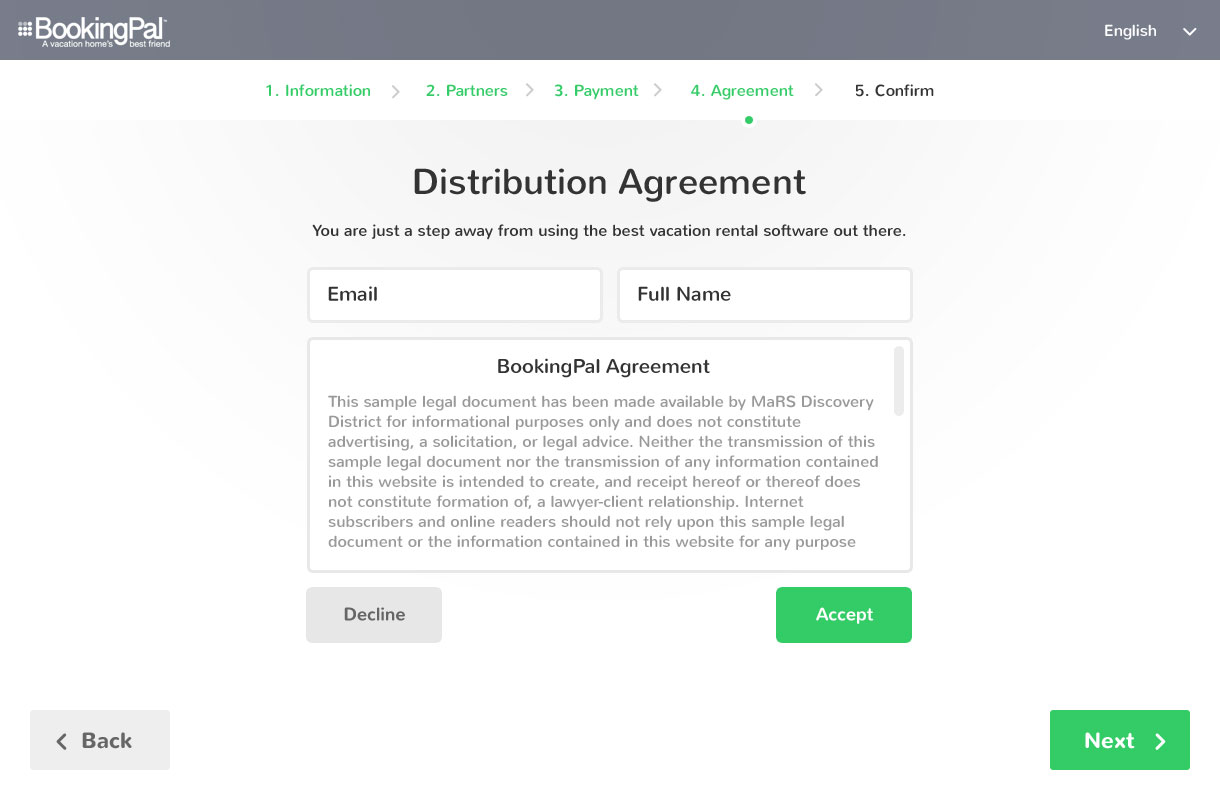 BookingPal™
A vacation home's best friend
English
1. Information
2. Partners
3. Payment
4. Agreement
5. Confirm
Distribution Agreement
You are just a step away from using the best vacation rental software out there.
Email
Full Name
BookingPal Agreement
This sample legal document has been made available by MaRS Discovery
District for informational purposes only and does not constitute
advertising, a solicitation, or legal advice. Neither the transmission of this
sample legal document nor the transmission of any information contained
in this website is intended to create, and receipt hereof or thereof does
not constitute formation of, a lawyer-client relationship. Internet
subscribers and online readers should not rely upon this sample legal
document or the information contained in this website for any purpose
Decline
Accept
Back
Next